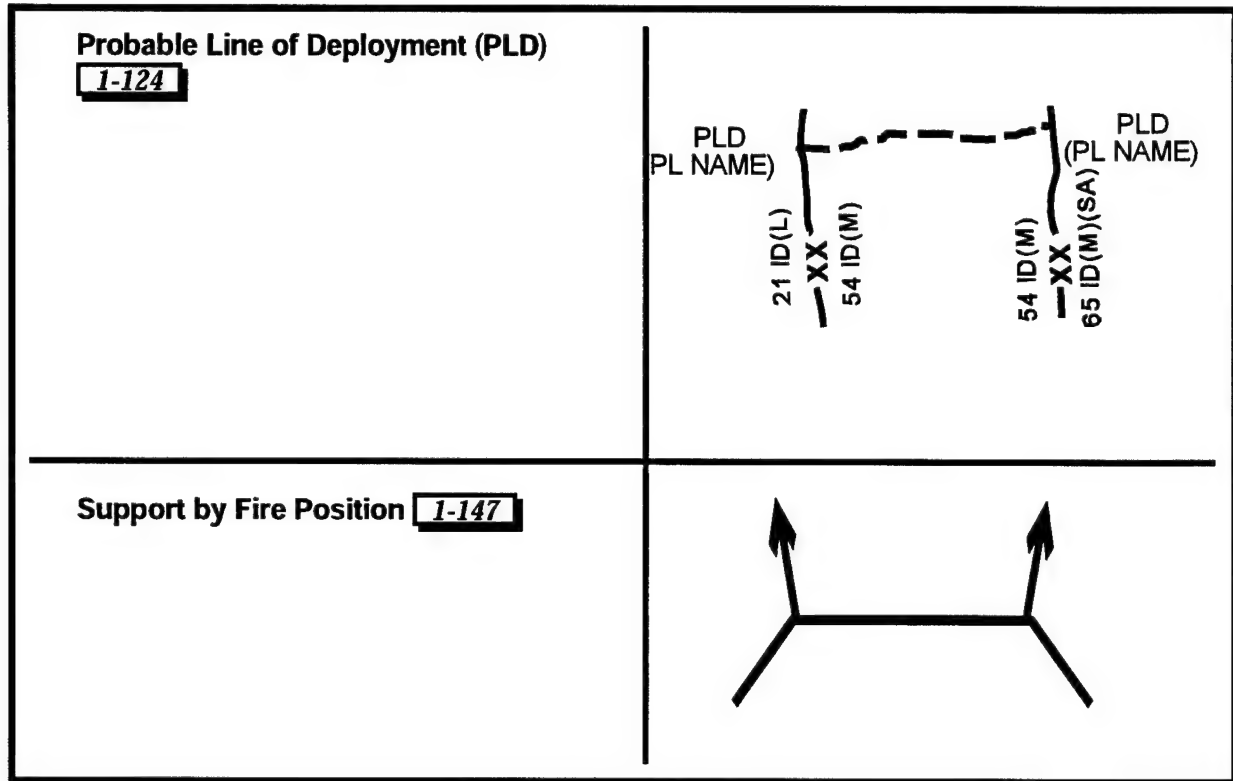 Probable Line of Deployment (PLD)
1-124
PLD
(PL NAME)
PLD
(PL NAME)
21 ID(L)
XX
54 ID(M)
54 ID(M)
XX
65 ID(M)(SA)
Support by Fire Position 1-147